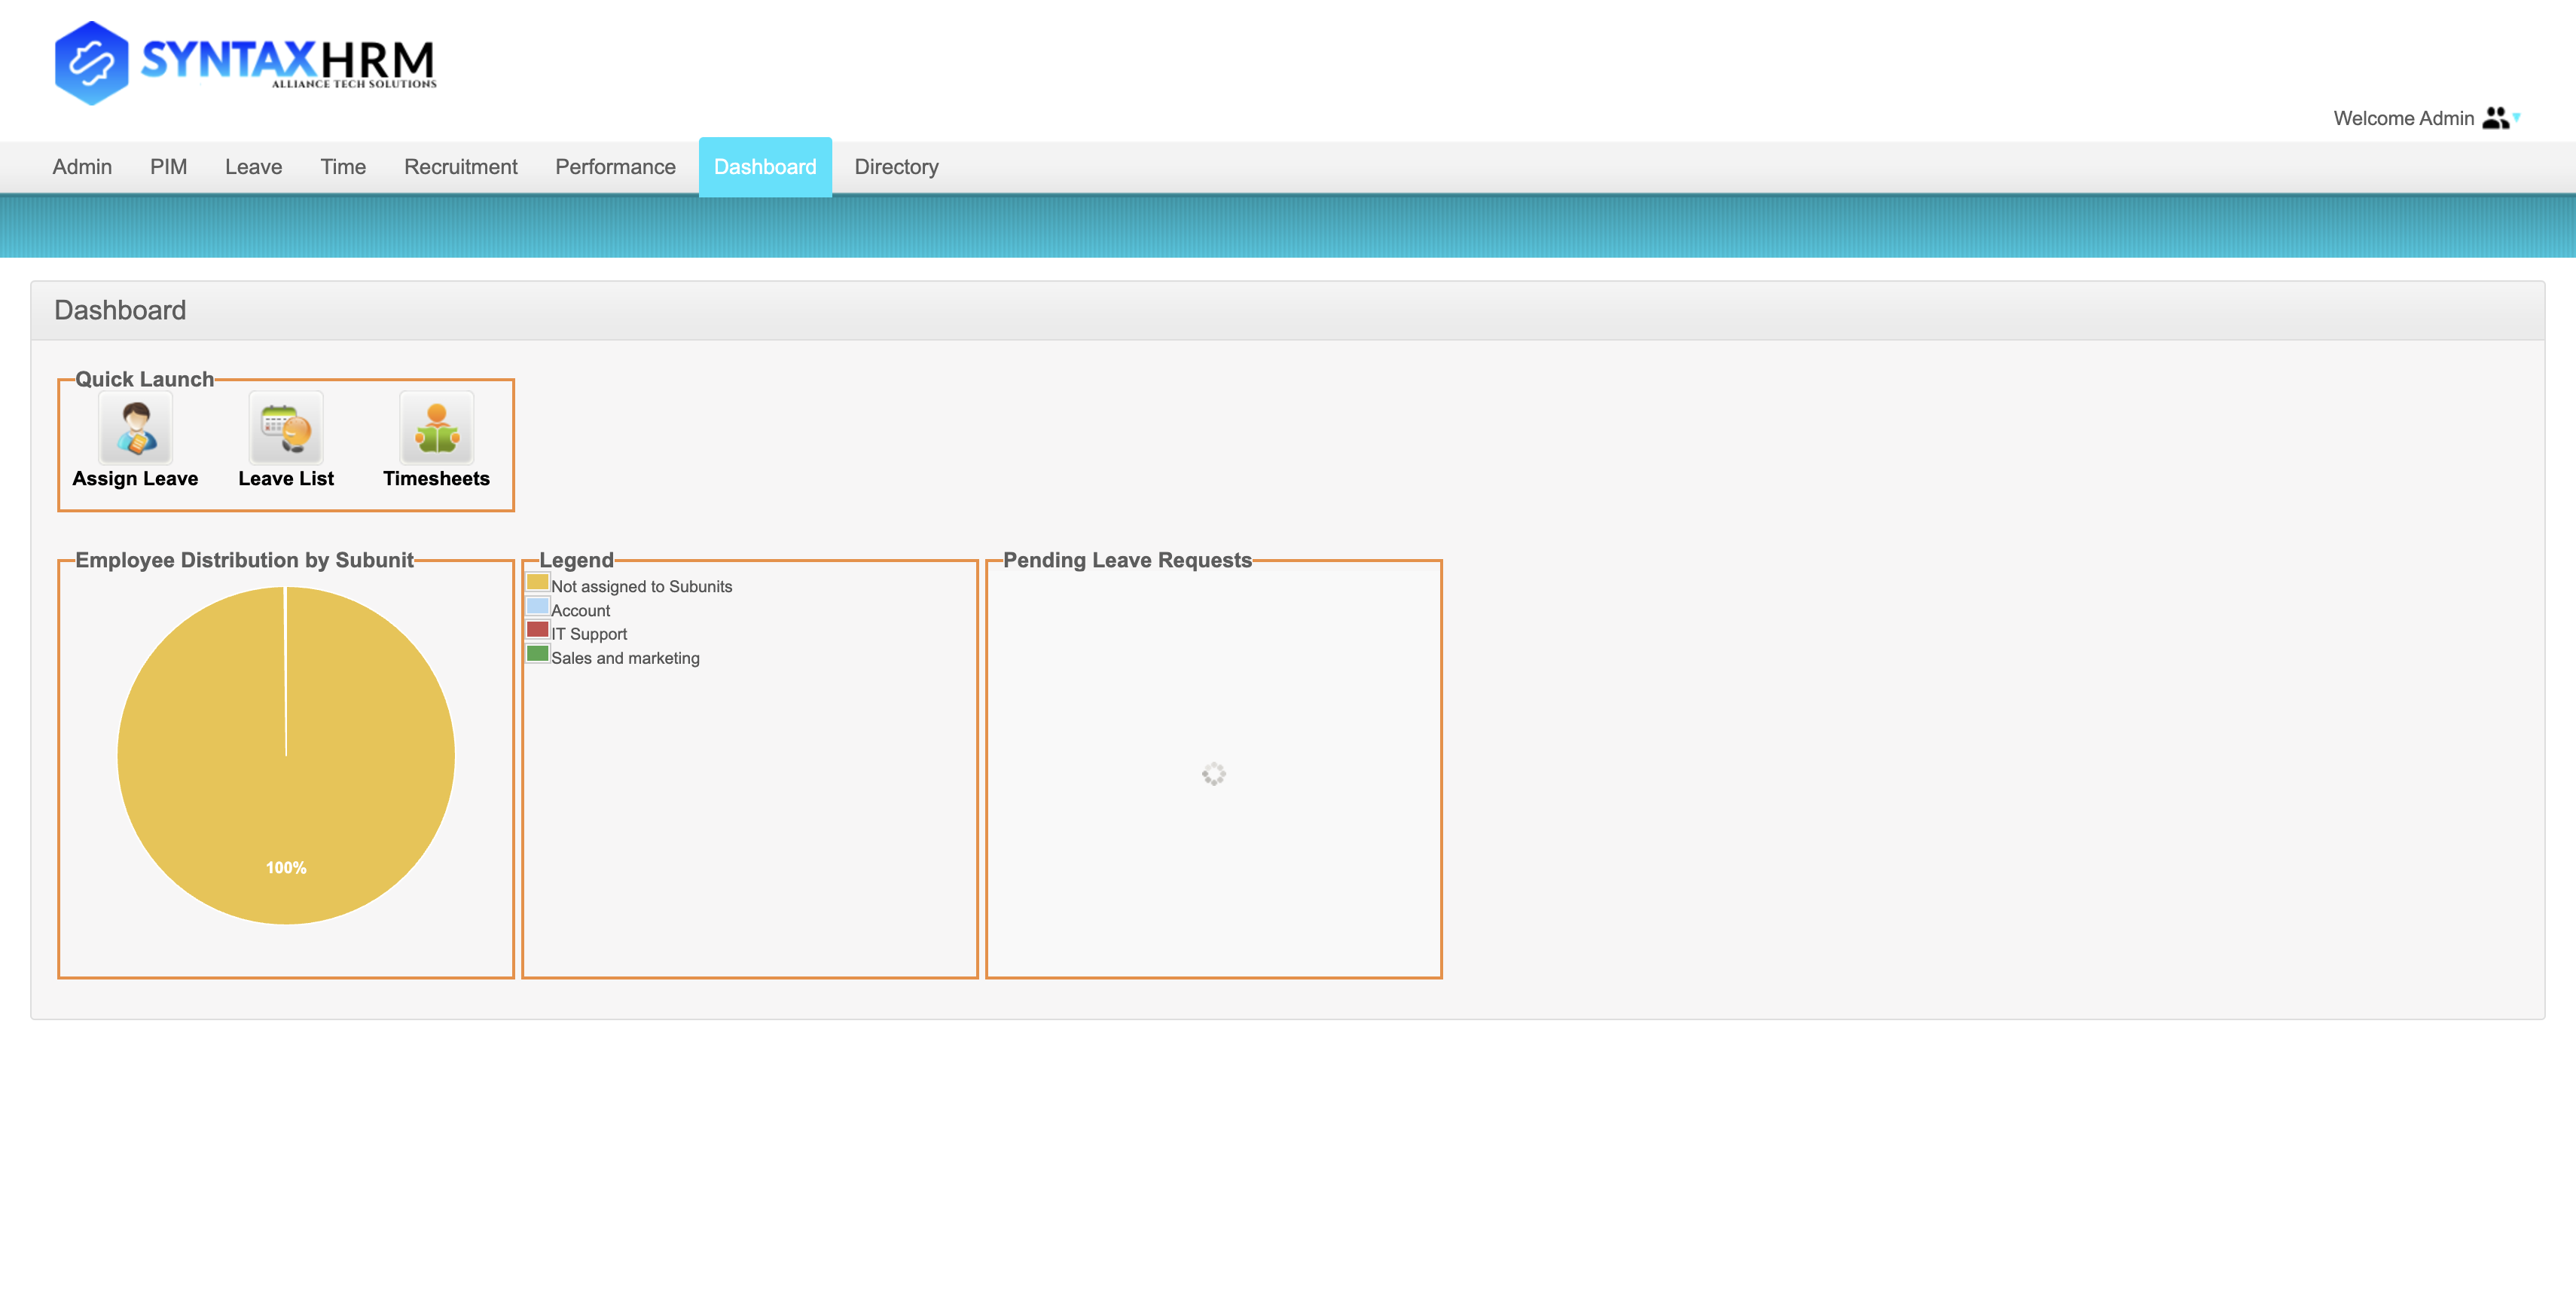 SYNTAXHRM
ALLIANCE TECH SOLUTIONS
Welcome Admin
Admin PIM Leave Time Recruitment Performance Dashboard Directory
Dashboard
Quick Launch
Assign Leave Leave List Timesheets
Employee Distribution by Subunit
100%
Legend
Not assigned to Subunits
Account
IT Support
Sales and marketing
Pending Leave Requests